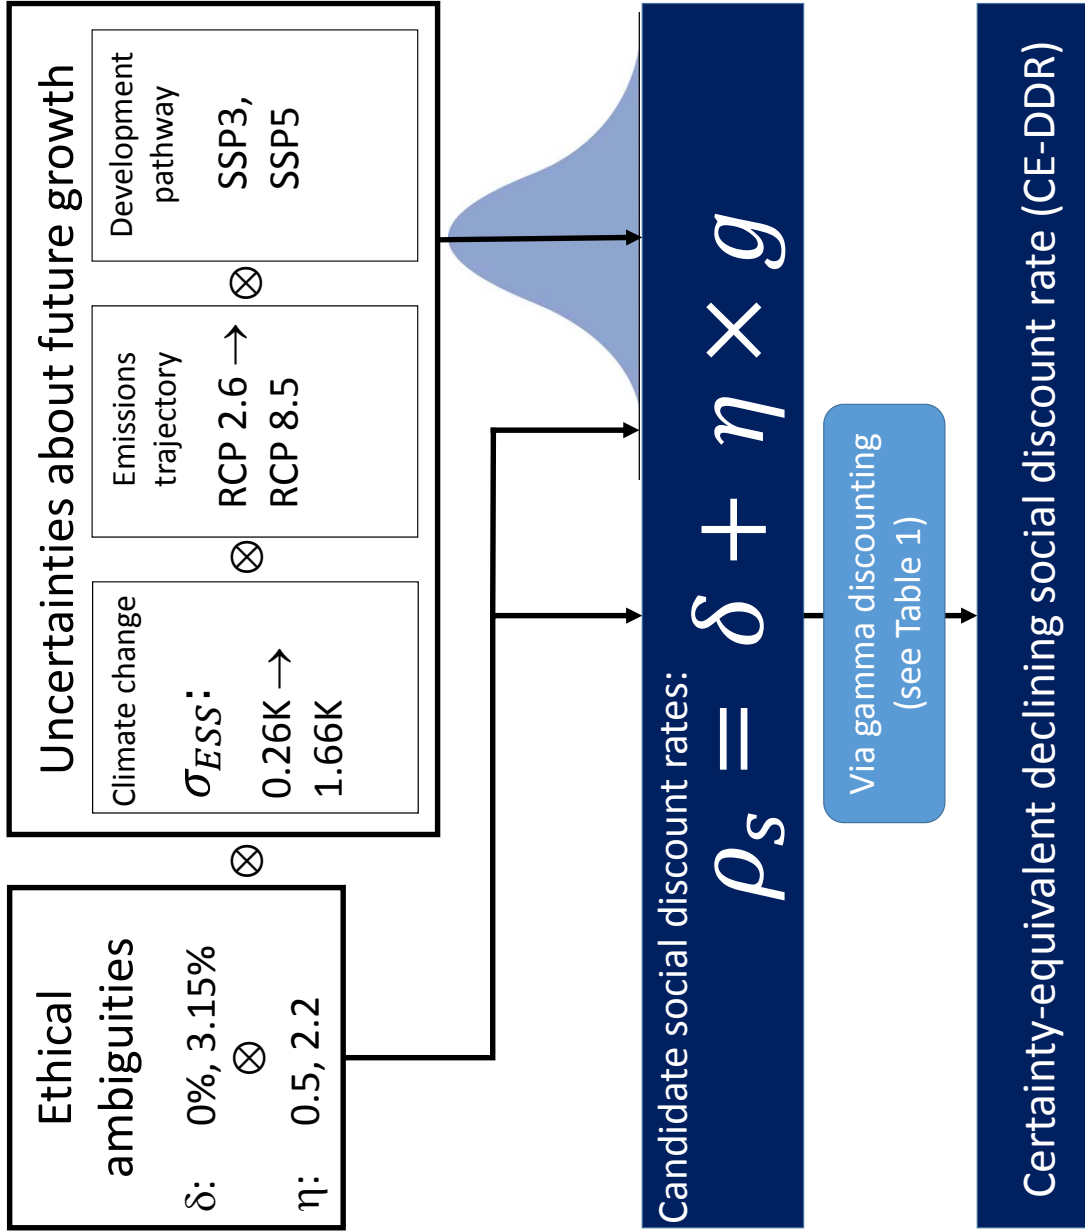 Ethical
ambiguities
δ: 0%, 3.15%
⊗
η: 0.5, 2.2
⊗
Uncertainties about future growth
Climate change
σ_ESS:
0.26K →
1.66K
⊗
Emissions
trajectory
RCP 2.6 →
RCP 8.5
⊗
Development
pathway
SSP3,
SSP5
Candidate social discount rates:
ρ_s = δ + η × g
Via gamma discounting
(see Table 1)
Certainty-equivalent declining social discount rate (CE-DDR)